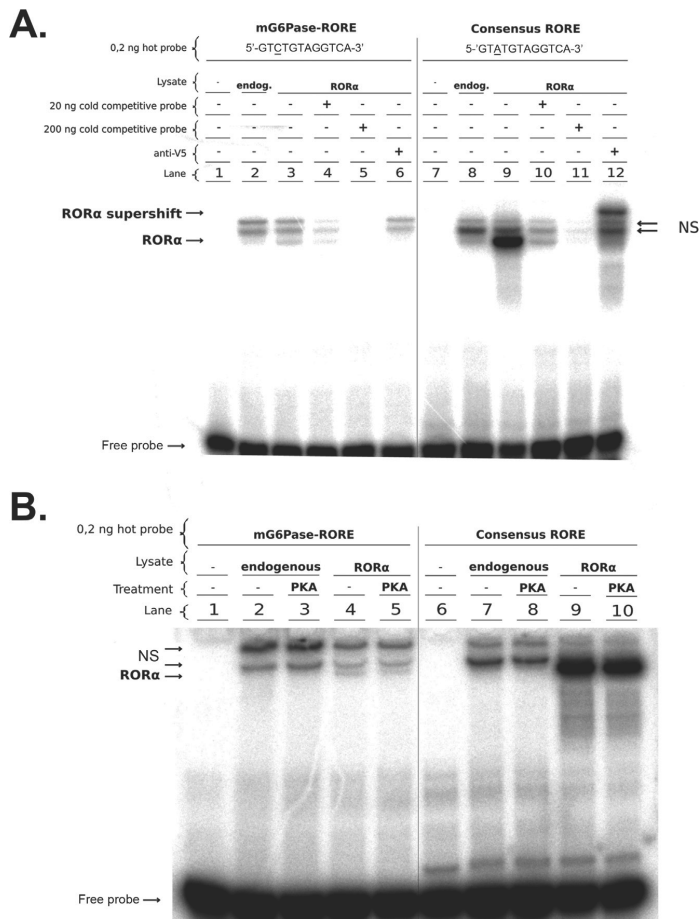 A.
mG6Pase-RORE Consensus RORE
0,2 ng hot probe 5'-GTCTGTAGGTCA-3' 5-'GTATGTAGGTCA-3'
Lysate - endog. RORα - endog. RORα
20 ng cold competitive probe - - - + - - - - - + - -
200 ng cold competitive probe - - - - + - - - - - + -
anti-V5 - - - - - + - - - - - +
Lane 1 2 3 4 5 6 7 8 9 10 11 12
RORα supershift
NS
RORα
Free probe
B.
0,2 ng hot probe mG6Pase-RORE Consensus RORE
Lysate - endogenous RORα - endogenous RORα
Treatment - - PKA - PKA - - PKA - PKA
Lane 1 2 3 4 5 6 7 8 9 10
NS
RORα
Free probe